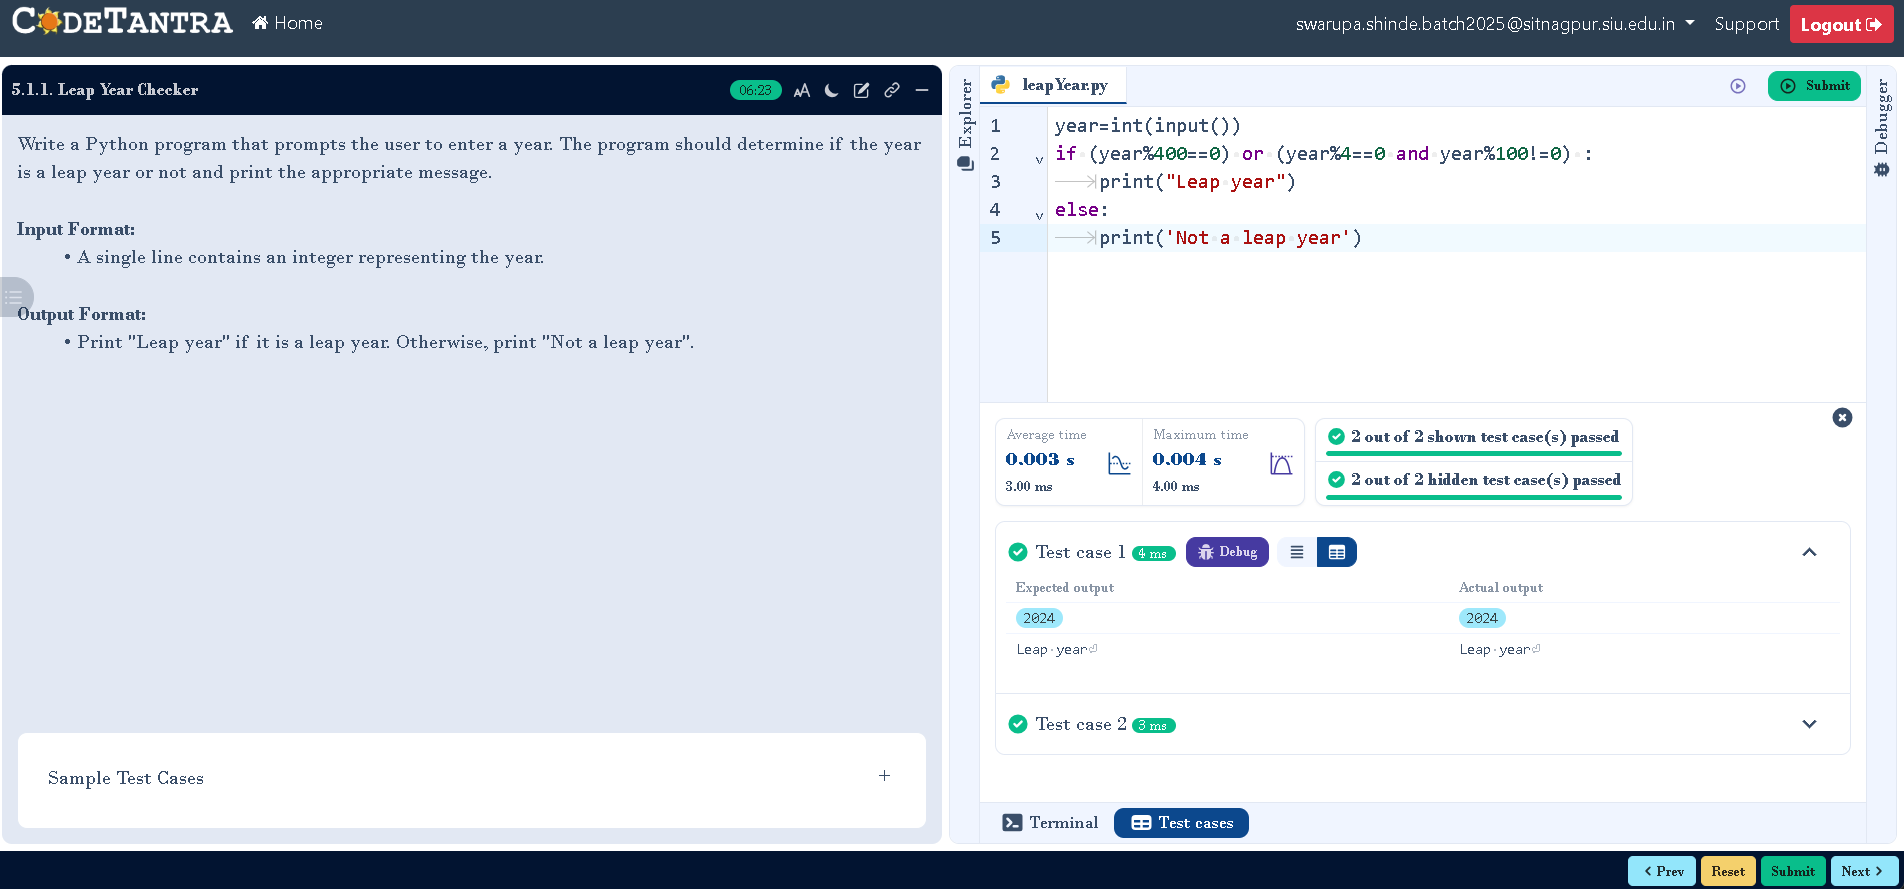 CODETANTRA
Home
swarupa.shinde.batch2025@sitnagpur.siu.edu.in
Support
Logout
5.1.1. Leap Year Checker
06:23
AA
Write a Python program that prompts the user to enter a year. The program should determine if the year
is a leap year or not and print the appropriate message.
Input Format:
• A single line contains an integer representing the year.
Output Format:
• Print "Leap year" if it is a leap year. Otherwise, print "Not a leap year".
Sample Test Cases
+
Explorer
leapYear.py
Submit
Debugger
1 year=int(input())
2 if (year%400==0) or (year%4==0 and year%100!=0) :
3 print("Leap year")
4 else:
5 print('Not a leap year')
Average time
0.003 s
3.00 ms
Maximum time
0.004 s
4.00 ms
2 out of 2 shown test case(s) passed
2 out of 2 hidden test case(s) passed
Test case 1 4 ms Debug
Expected output Actual output
2024 2024
Leap·year⏎ Leap·year⏎
Test case 2 3 ms
Terminal
Test cases
< Prev
Reset
Submit
Next >